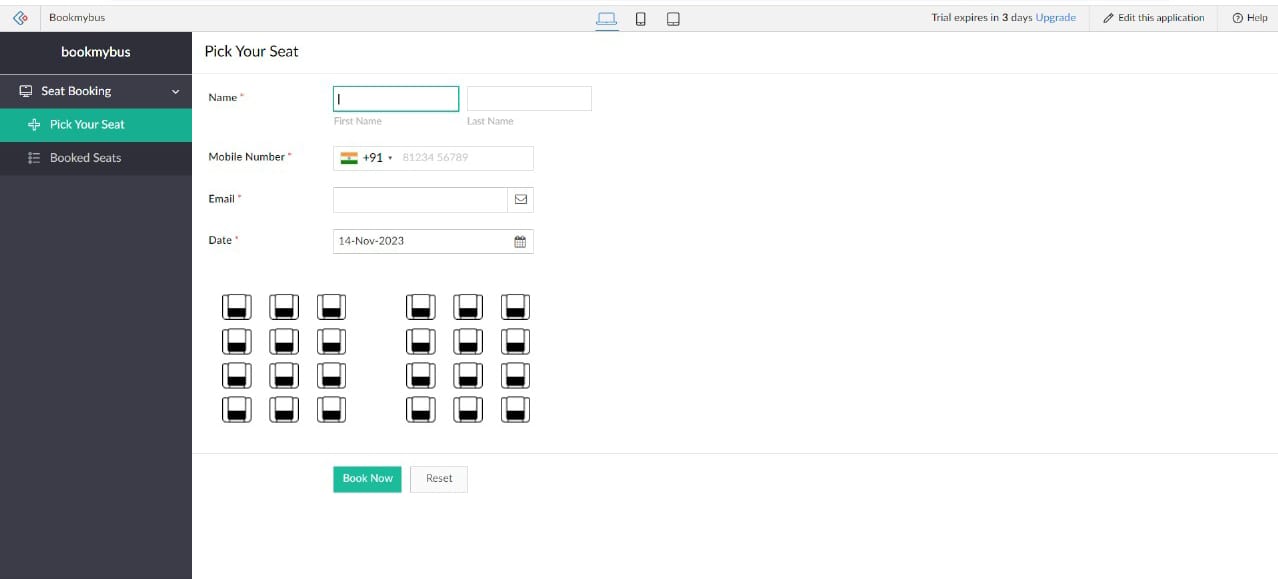 Bookmybus
Trial expires in 3 days Upgrade
Edit this application
Help
bookmybus
Seat Booking
Pick Your Seat
Booked Seats
Pick Your Seat
Name *
First Name
Last Name
Mobile Number *
+91 81234 56789
Email *
Date *
14-Nov-2023
Book Now
Reset